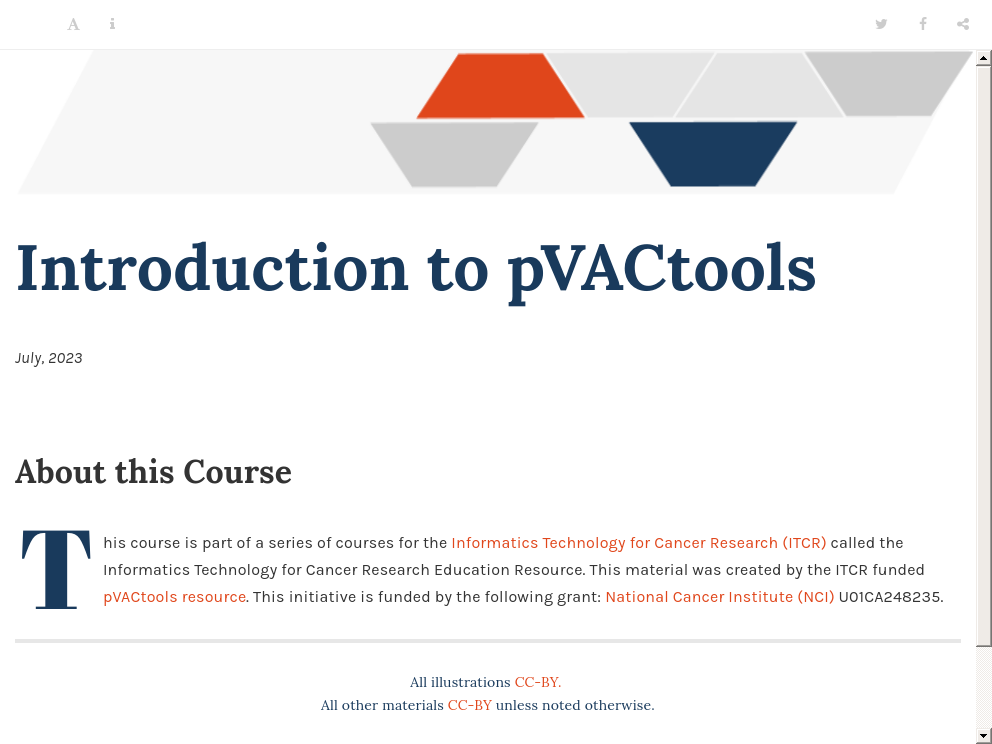 Introduction to pVACtools
July, 2023
About this Course
This course is part of a series of courses for the Informatics Technology for Cancer Research (ITCR) called the
Informatics Technology for Cancer Research Education Resource. This material was created by the ITCR funded
pVACtools resource. This initiative is funded by the following grant: National Cancer Institute (NCI) U01CA248235.
All illustrations CC-BY.
All other materials CC-BY unless noted otherwise.